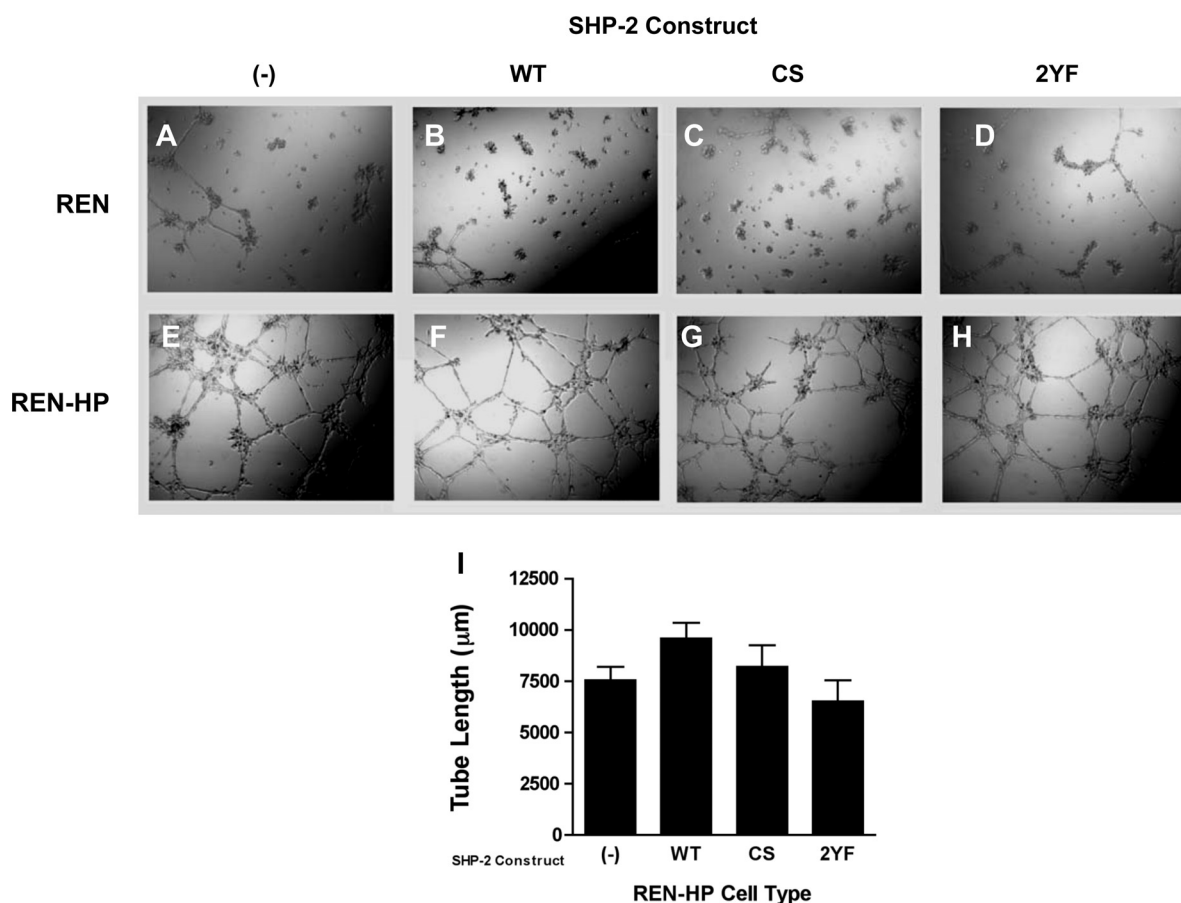 SHP-2 Construct
(-) WT CS 2YF
REN A B C D
REN-HP E F G H
I
Tube Length (μm)
12500
10000
7500
5000
2500
0
SHP-2 Construct (-) WT CS 2YF
REN-HP Cell Type